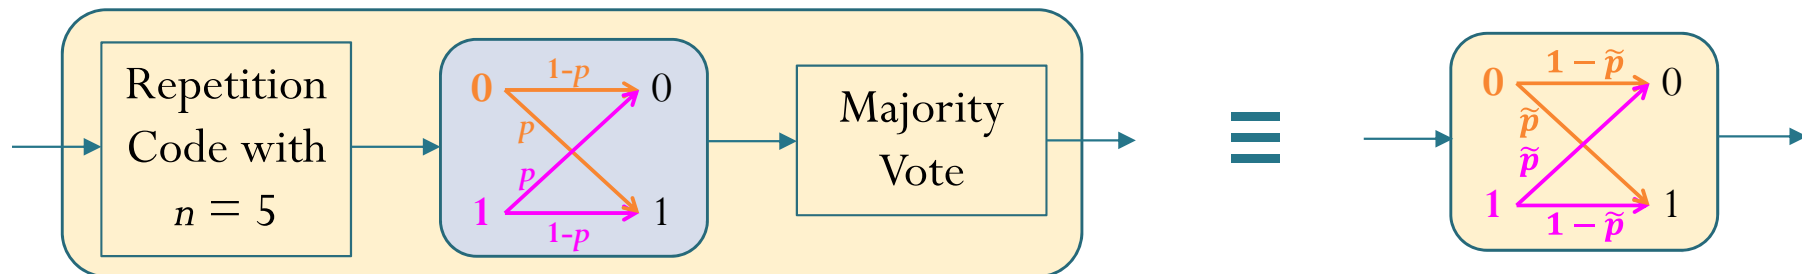 Repetition
Code with
n = 5
0 1-p 0
p
p
1 1-p 1
Majority
Vote
≡
0 1 − p̃ 0
p̃
p̃
1 1 − p̃ 1